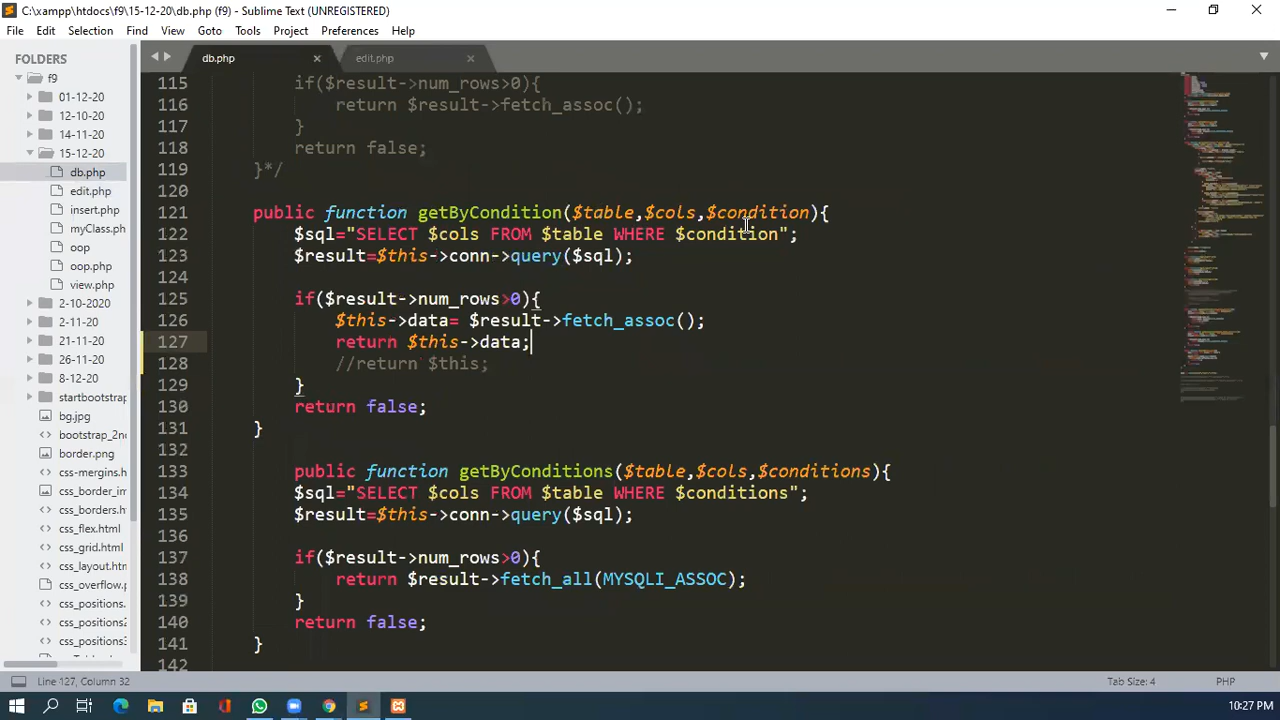 C:\xampp\htdocs\f9\15-12-20\db.php (f9) - Sublime Text (UNREGISTERED)
File Edit Selection Find View Goto Tools Project Preferences Help
FOLDERS
f9
01-12-20
12-10-20
14-11-20
15-12-20
db.php
edit.php
insert.php
myClass.ph
oop
oop.php
view.php
2-10-2020
2-11-20
21-11-20
26-11-20
8-12-20
startbootstrap
bg.jpg
bootstrap_2nd
border.png
css-margins.h
css_border_im
css_borders.h
css_flex.html
css_grid.html
css_layout.htm
css_overflow.p
css_positions.
css_positions2
css_positions3
db.php edit.php
115 if($result->num_rows>0){
116 return $result->fetch_assoc();
117 }
118 return false;
119 }*/
120
121 public function getByCondition($table,$cols,$condition){
122 $sql="SELECT $cols FROM $table WHERE $condition";
123 $result=$this->conn->query($sql);
124
125 if($result->num_rows>0){
126 $this->data= $result->fetch_assoc();
127 return $this->data;
128 //return $this;
129 }
130 return false;
131 }
132
133 public function getByConditions($table,$cols,$conditions){
134 $sql="SELECT $cols FROM $table WHERE $conditions";
135 $result=$this->conn->query($sql);
136
137 if($result->num_rows>0){
138 return $result->fetch_all(MYSQLI_ASSOC);
139 }
140 return false;
141 }
142
Line 127, Column 32 Tab Size: 4 PHP
10:27 PM